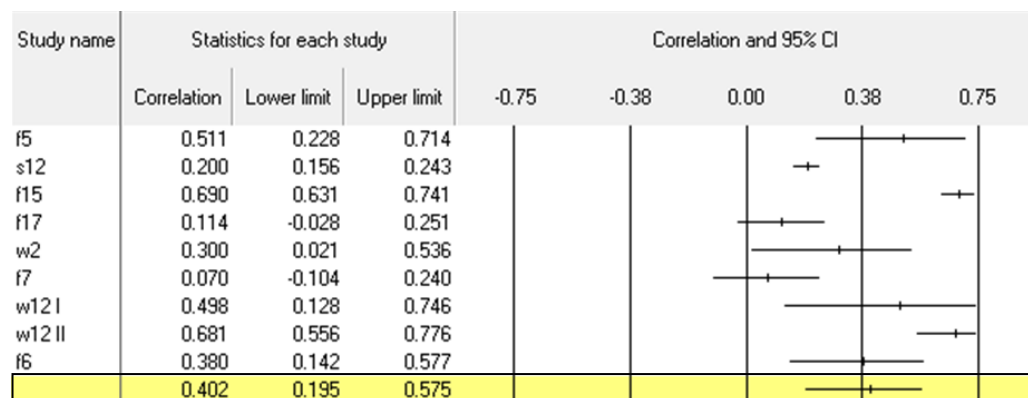 Study name Statistics for each study Correlation and 95% CI
Correlation Lower limit Upper limit -0.75 -0.38 0.00 0.38 0.75
f5 0.511 0.228 0.714
s12 0.200 0.156 0.243
f15 0.690 0.631 0.741
f17 0.114 -0.028 0.251
w2 0.300 0.021 0.536
f7 0.070 -0.104 0.240
w12 I 0.498 0.128 0.746
w12 II 0.681 0.556 0.776
f6 0.380 0.142 0.577
0.402 0.195 0.575